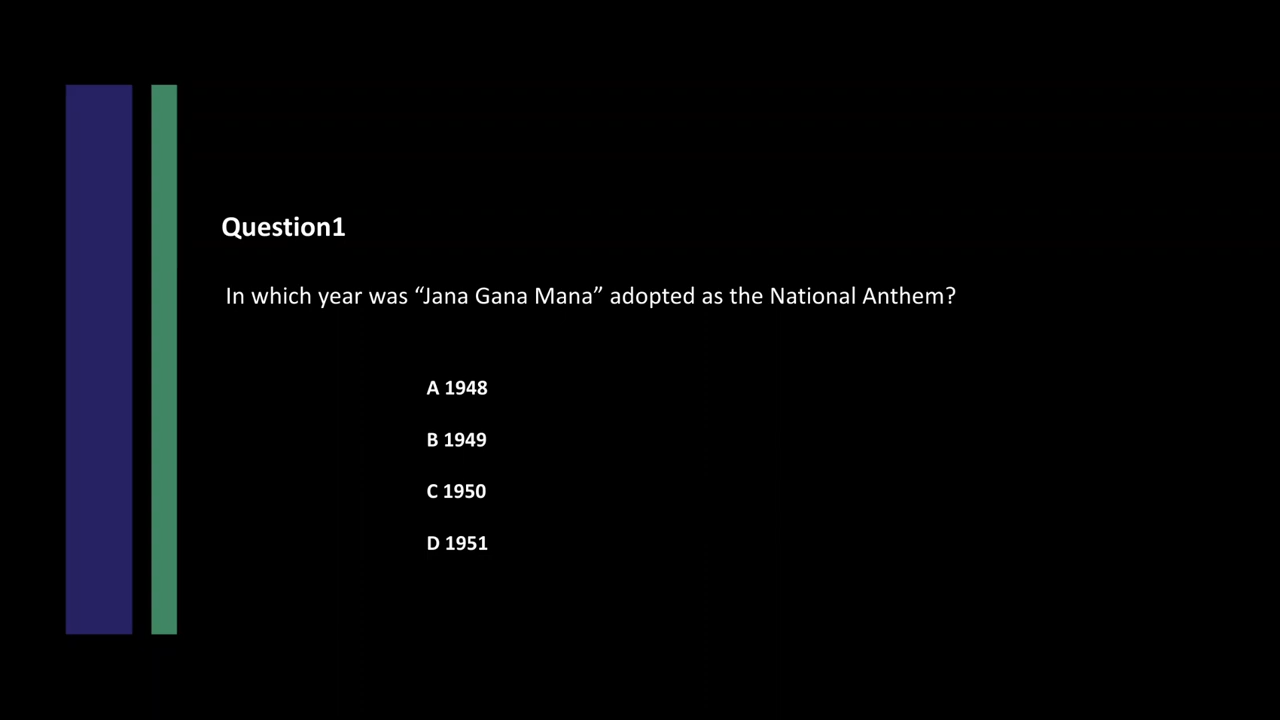 Question1
In which year was “Jana Gana Mana” adopted as the National Anthem?
A 1948
B 1949
C 1950
D 1951